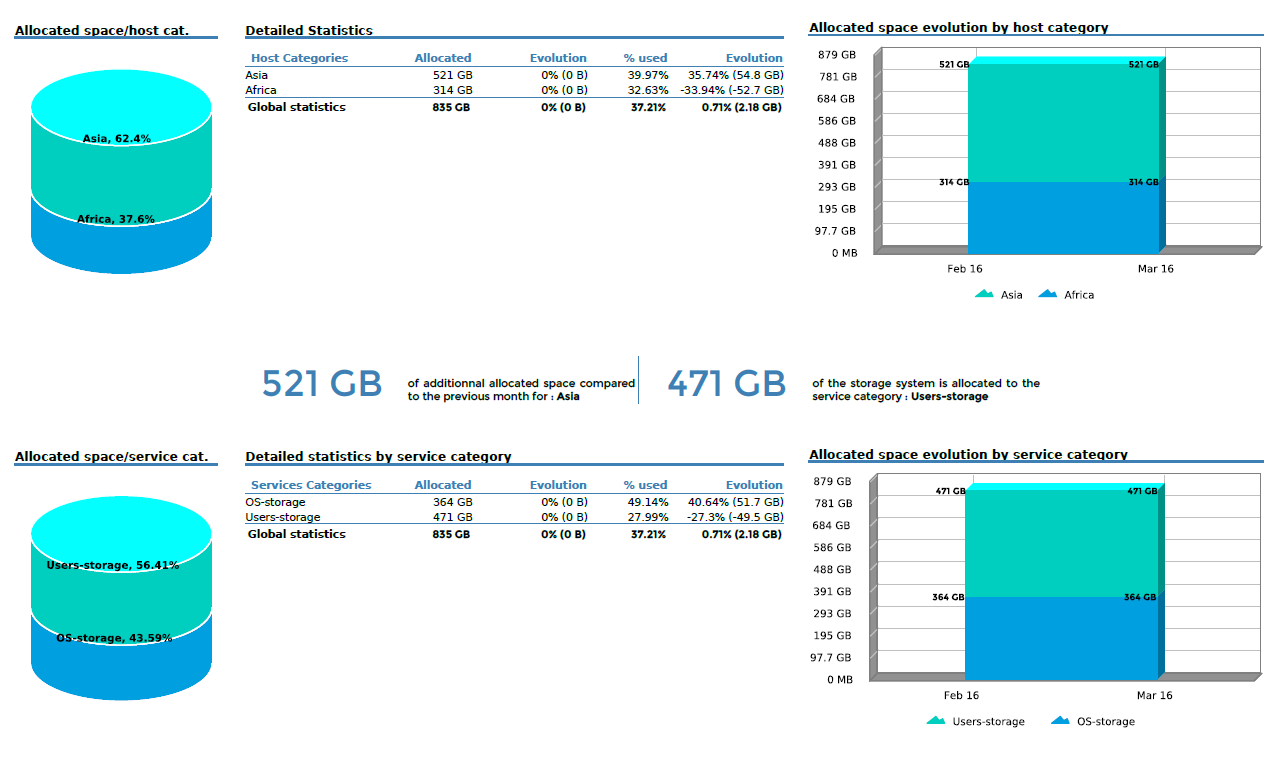 Allocated space/host cat.
Asia, 62.4%
Africa, 37.6%
Detailed Statistics
Host Categories Allocated Evolution % used Evolution
Asia 521 GB 0% (0 B) 39.97% 35.74% (54.8 GB)
Africa 314 GB 0% (0 B) 32.63% -33.94% (-52.7 GB)
Global statistics 835 GB 0% (0 B) 37.21% 0.71% (2.18 GB)
Allocated space evolution by host category
879 GB
521 GB 521 GB
781 GB
684 GB
586 GB
488 GB
391 GB
314 GB 314 GB
293 GB
195 GB
97.7 GB
0 MB
Feb 16 Mar 16
Asia Africa
521 GB
of additionnal allocated space compared
to the previous month for : Asia
471 GB
of the storage system is allocated to the
service category : Users-storage
Allocated space/service cat.
Users-storage, 56.41%
OS-storage, 43.59%
Detailed statistics by service category
Services Categories Allocated Evolution % used Evolution
OS-storage 364 GB 0% (0 B) 49.14% 40.64% (51.7 GB)
Users-storage 471 GB 0% (0 B) 27.99% -27.3% (-49.5 GB)
Global statistics 835 GB 0% (0 B) 37.21% 0.71% (2.18 GB)
Allocated space evolution by service category
879 GB
471 GB 471 GB
781 GB
684 GB
586 GB
488 GB
391 GB
364 GB 364 GB
293 GB
195 GB
97.7 GB
0 MB
Feb 16 Mar 16
Users-storage OS-storage